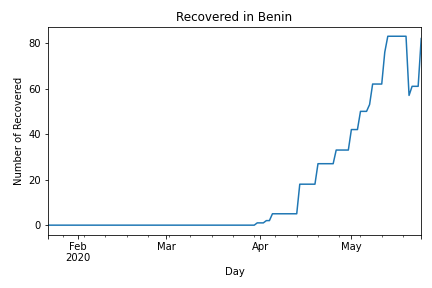 Recovered in Benin
Number of Recovered
80
60
40
20
0
Feb
2020
Mar
Apr
May
Day